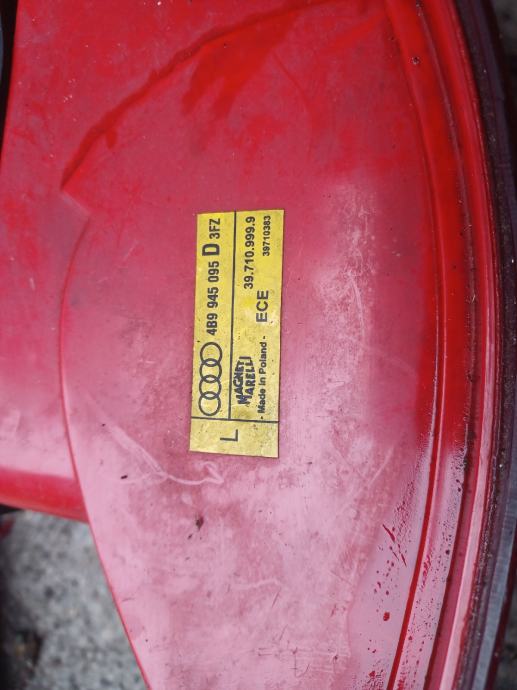 4B9 945 095 D 3FZ
L
MAGNETI
MARELLI
39.710.999.9
- Made in Poland -
ECE
39710383